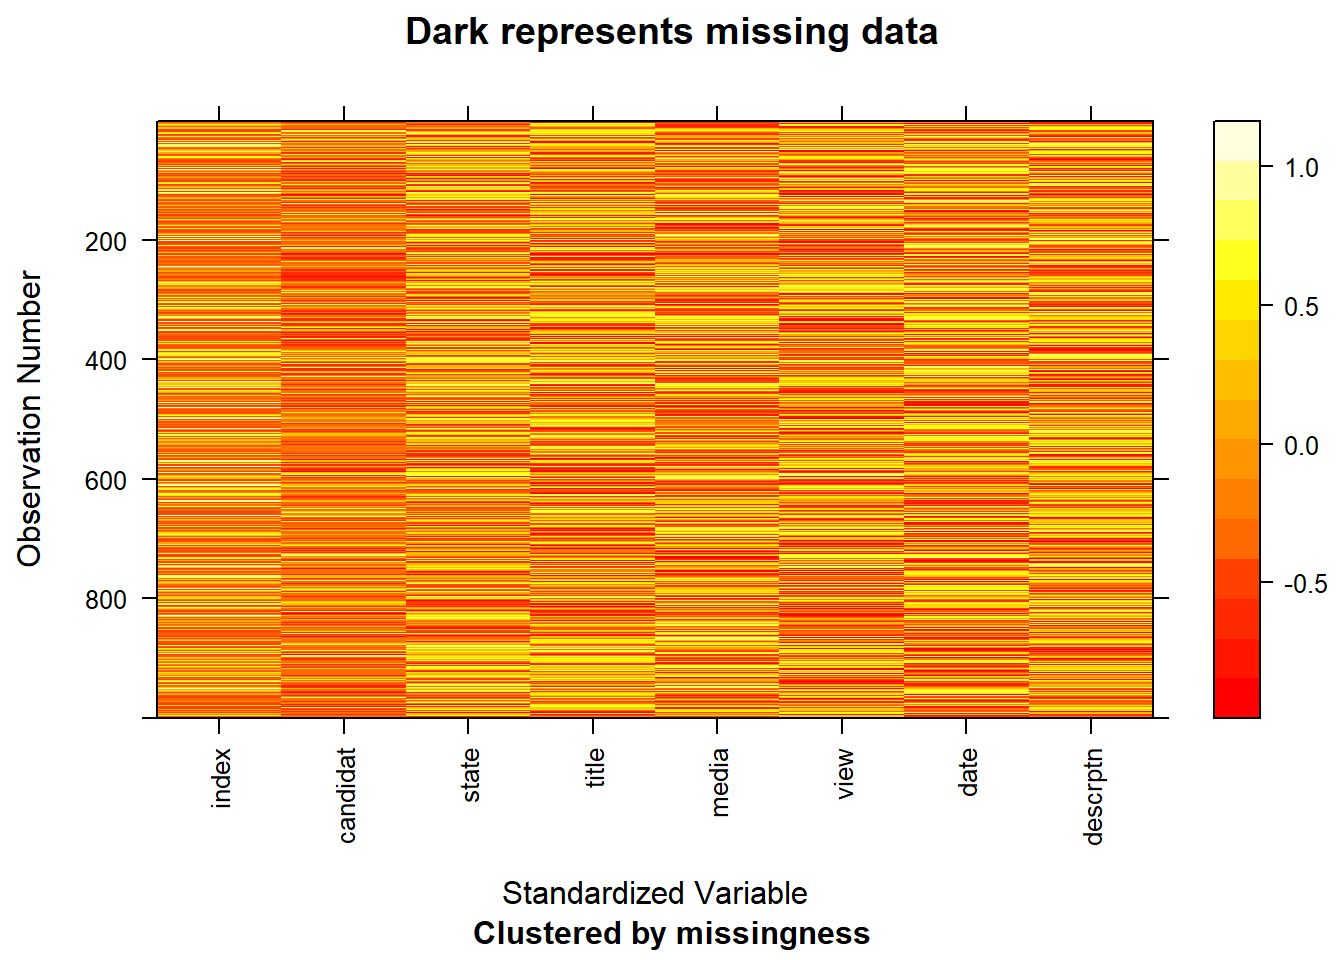 Dark represents missing data
Observation Number
200
400
600
800
1.0
0.5
0.0
-0.5
index
candidat
state
title
media
view
date
descrptn
Standardized Variable
Clustered by missingness